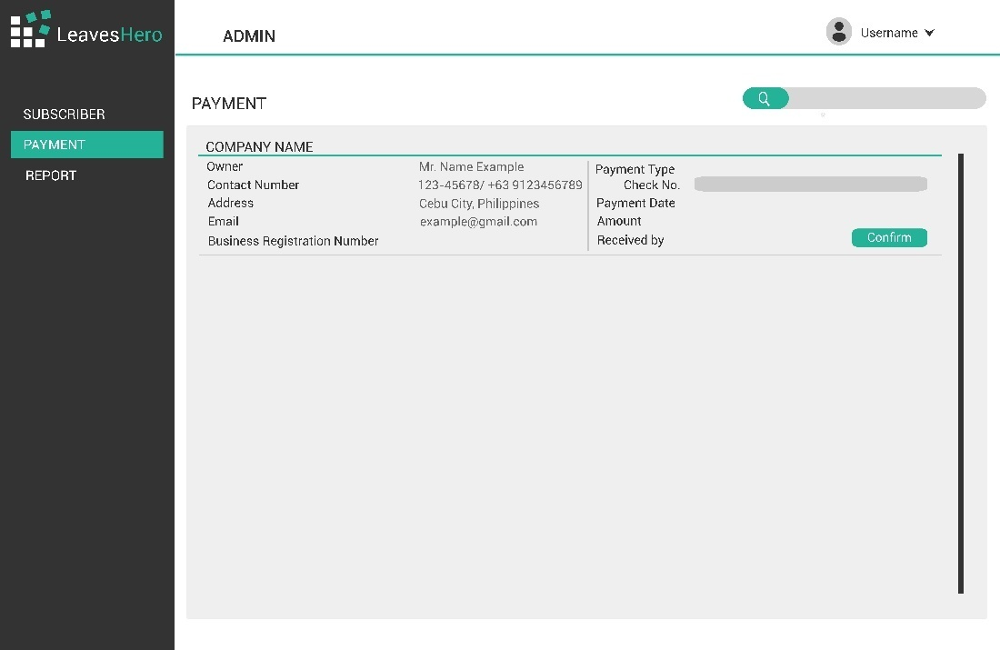 LeavesHero
ADMIN
Username
SUBSCRIBER
PAYMENT
REPORT
PAYMENT
COMPANY NAME
Owner Mr. Name Example
Contact Number 123-45678/ +63 9123456789
Address Cebu City, Philippines
Email example@gmail.com
Business Registration Number
Payment Type
Check No.
Payment Date
Amount
Received by
Confirm